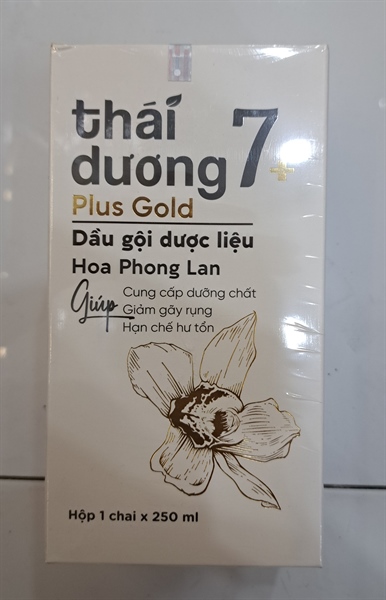 thái
dương 7+
Plus Gold
Dầu gội dược liệu
Hoa Phong Lan
Giúp
Cung cấp dưỡng chất
Giảm gãy rụng
Hạn chế hư tổn
Hộp 1 chai x 250 ml